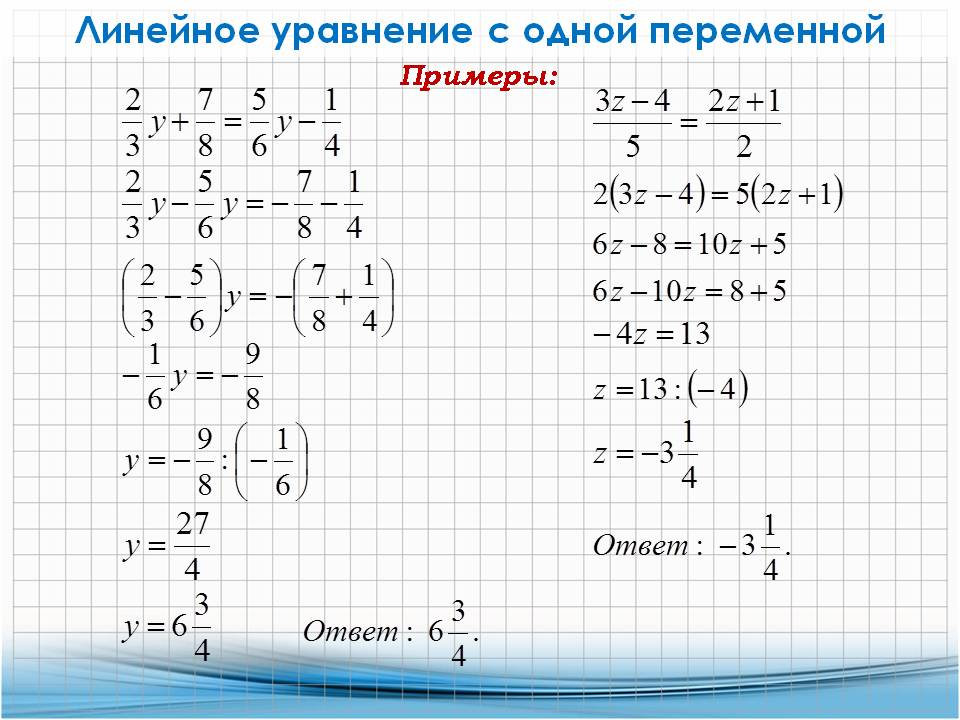 Линейное уравнение с одной переменной
Примеры:
2/3 y + 7/8 = 5/6 y − 1/4
2/3 y − 5/6 y = − 7/8 − 1/4
(2/3 − 5/6) y = −(7/8 + 1/4)
− 1/6 y = − 9/8
y = − 9/8 : (− 1/6)
y = 27/4
y = 6 3/4
Ответ : 6 3/4 .
(3z − 4)/5 = (2z + 1)/2
2(3z − 4) = 5(2z + 1)
6z − 8 = 10z + 5
6z − 10z = 8 + 5
− 4z = 13
z = 13 : (− 4)
z = −3 1/4
Ответ : − 3 1/4 .